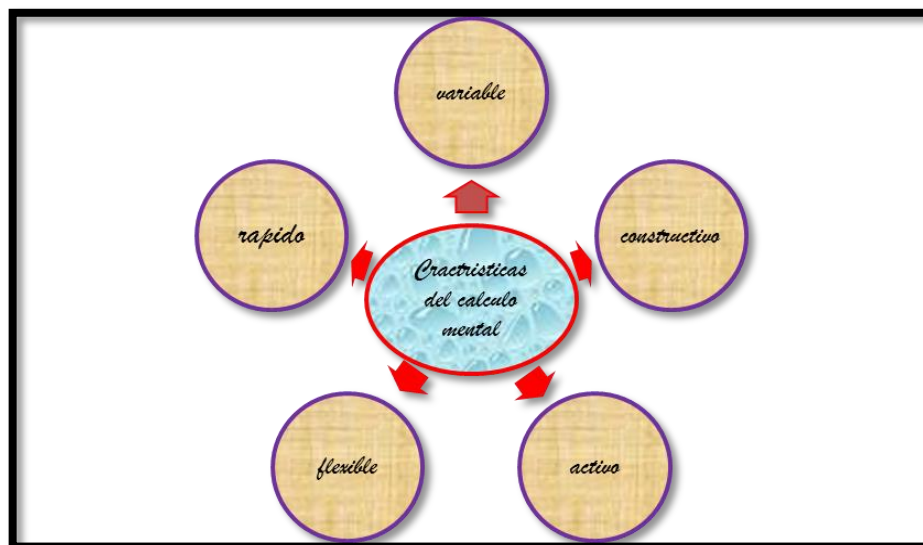 variable
rapido
constructivo
Cractristicas
del calculo
mental
flexible
activo